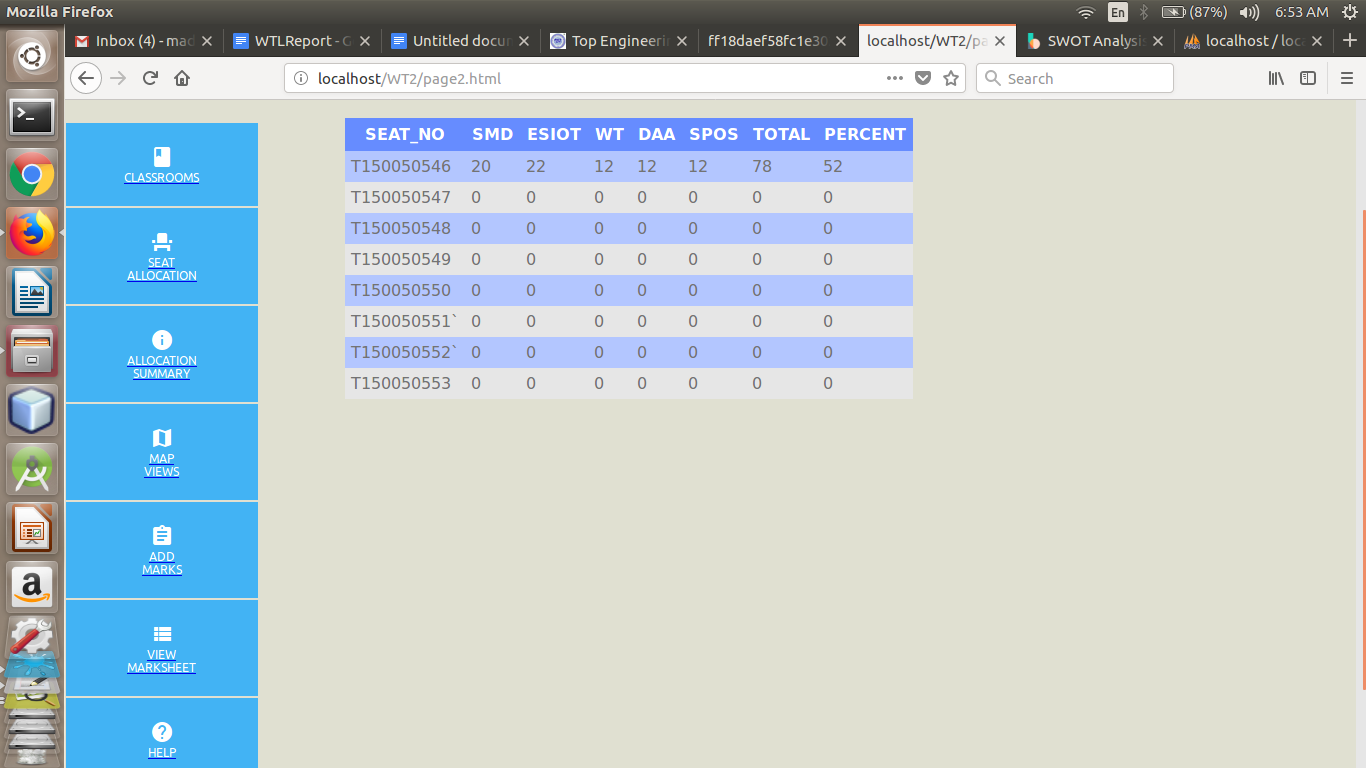 Mozilla Firefox
En
(87%)
6:53 AM
Inbox (4) - mad
WTLReport - G
Untitled docum
Top Engineerin
ff18daef58fc1e30
localhost/WT2/pa
SWOT Analysis
localhost / loca
localhost/WT2/page2.html
Search
CLASSROOMS
SEAT
ALLOCATION
ALLOCATION
SUMMARY
MAP
VIEWS
ADD
MARKS
VIEW
MARKSHEET
HELP
SEAT_NO SMD ESIOT WT DAA SPOS TOTAL PERCENT
T150050546 20 22 12 12 12 78 52
T150050547 0 0 0 0 0 0 0
T150050548 0 0 0 0 0 0 0
T150050549 0 0 0 0 0 0 0
T150050550 0 0 0 0 0 0 0
T150050551` 0 0 0 0 0 0 0
T150050552` 0 0 0 0 0 0 0
T150050553 0 0 0 0 0 0 0